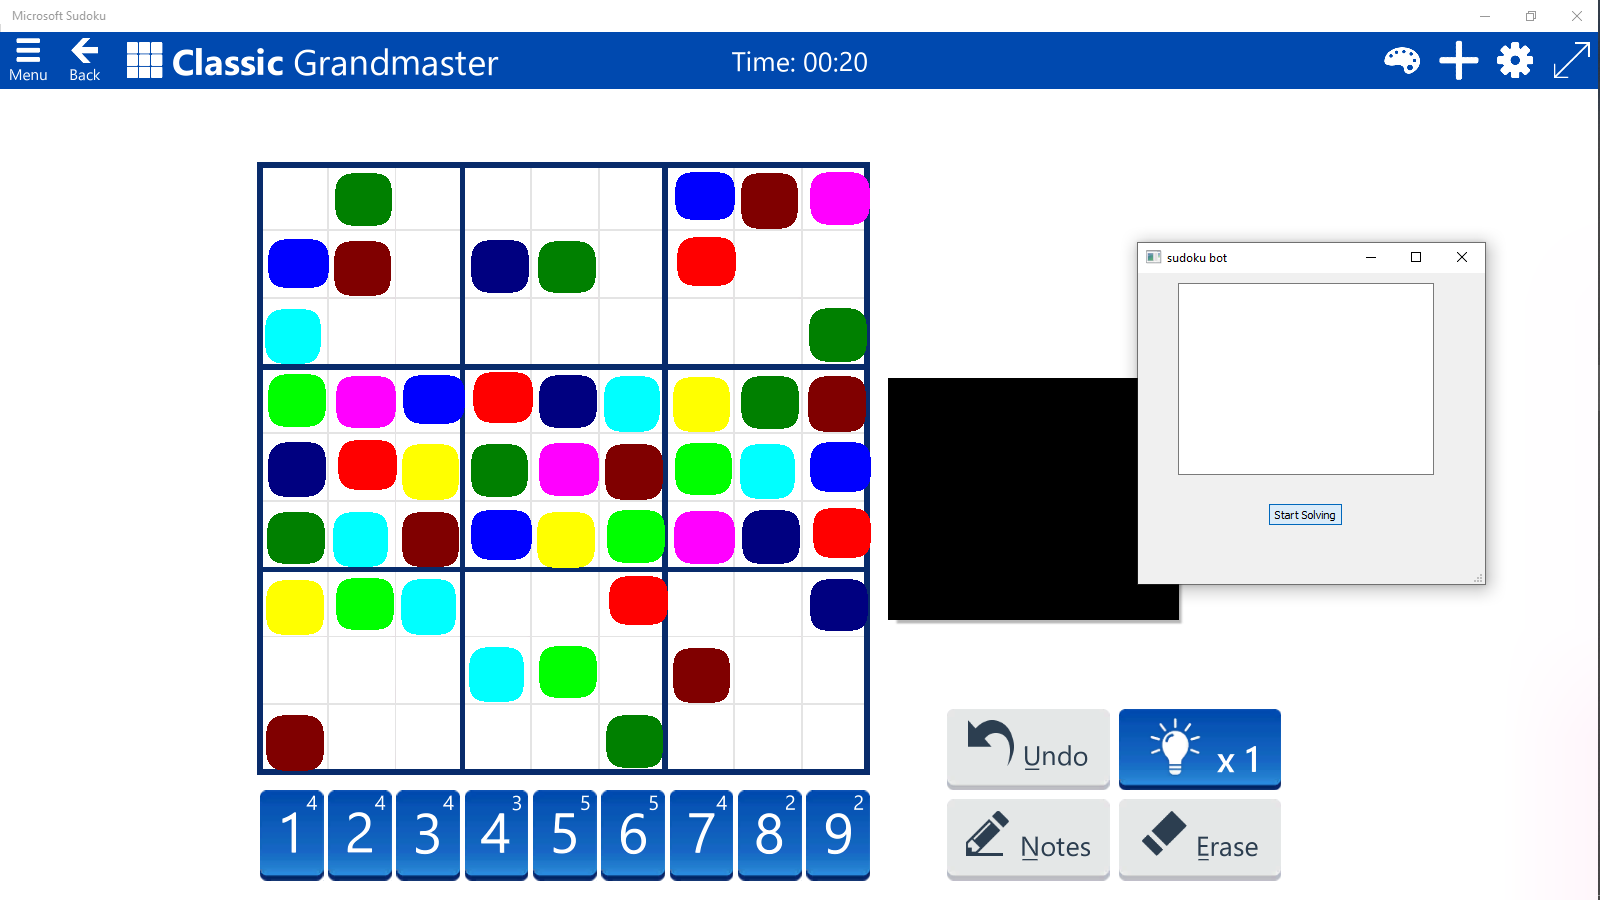 Microsoft Sudoku
Menu
Back
Classic Grandmaster
Time: 00:20
sudoku bot
Start Solving
Undo
x 1
4 4 4 3 5 5 4 2 2
1 2 3 4 5 6 7 8 9
Notes
Erase